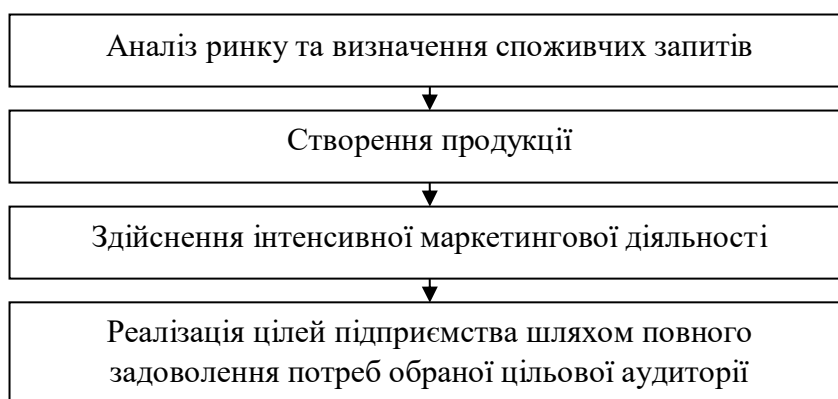 Аналіз ринку та визначення споживчих запитів
Створення продукції
Здійснення інтенсивної маркетингової діяльності
Реалізація цілей підприємства шляхом повного
задоволення потреб обраної цільової аудиторії